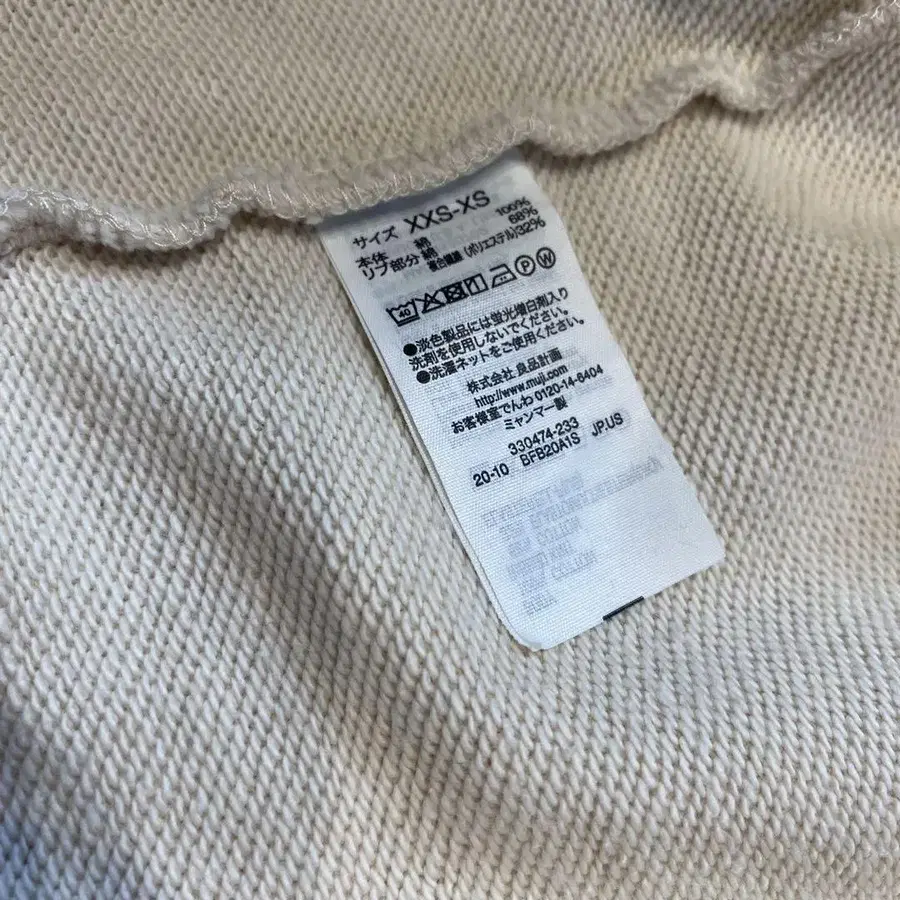 サイズ XXS-XS
本体 綿 100%
リブ部分 綿 68%
複合繊維(ポリエステル) 32%
40 P W
●淡色製品には蛍光増白剤入り
洗剤を使用しないでください。
●洗濯ネットをご使用ください。
株式会社 良品計画
http://www.muji.com
お客様室でんわ 0120-14-6404
ミャンマー製
330474-233
20-10 BFB20A1S JP.US